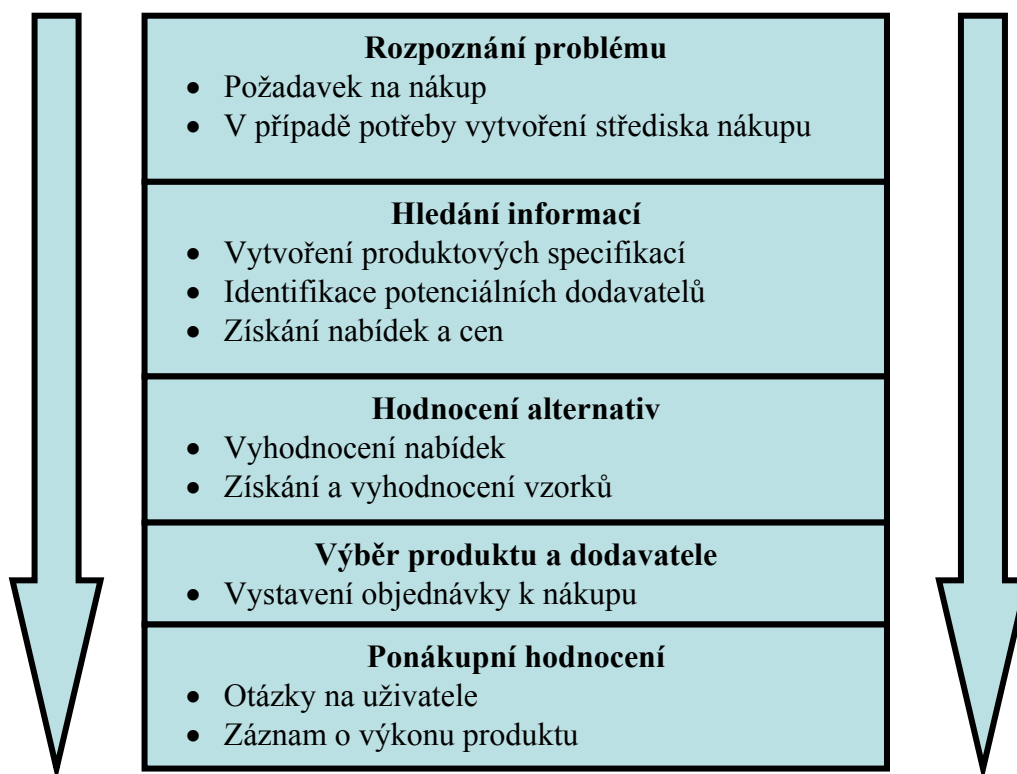 Rozpoznání problému
• Požadavek na nákup
• V případě potřeby vytvoření střediska nákupu
Hledání informací
• Vytvoření produktových specifikací
• Identifikace potenciálních dodavatelů
• Získání nabídek a cen
Hodnocení alternativ
• Vyhodnocení nabídek
• Získání a vyhodnocení vzorků
Výběr produktu a dodavatele
• Vystavení objednávky k nákupu
Ponákupní hodnocení
• Otázky na uživatele
• Záznam o výkonu produktu